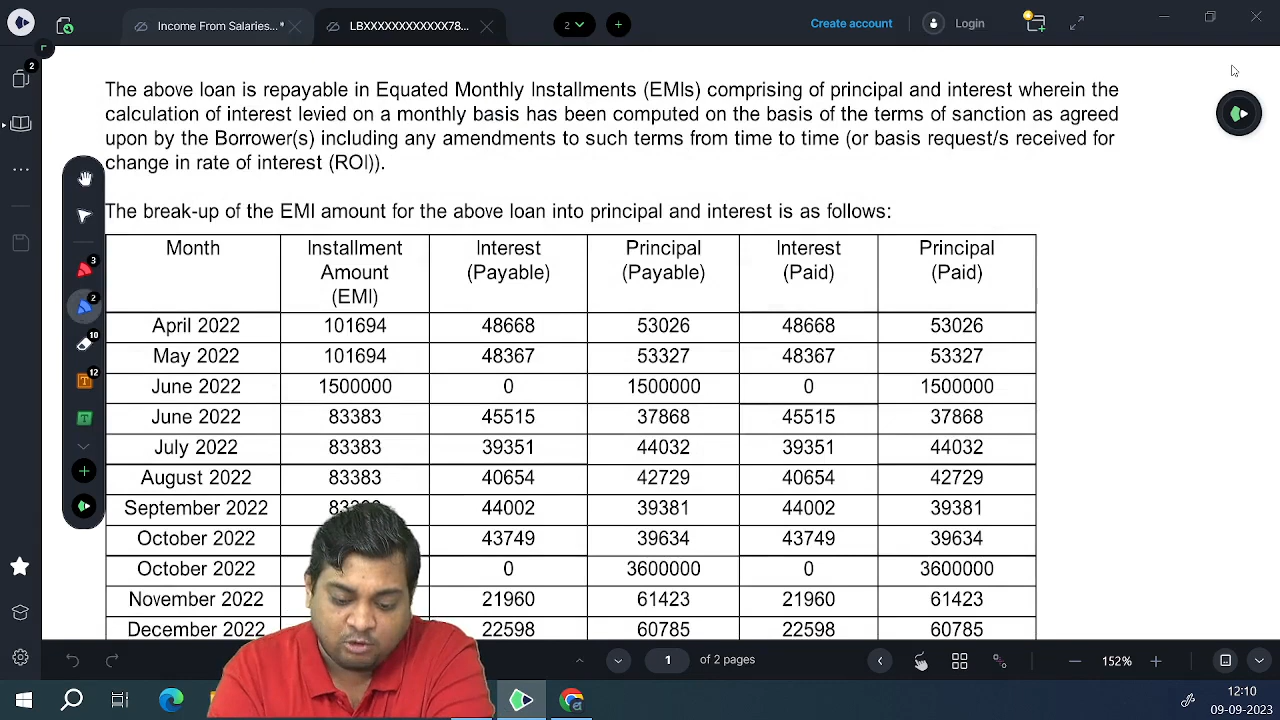 Income From Salaries...* LBXXXXXXXXXXXX78... 2 + Create account Login
2
The above loan is repayable in Equated Monthly Installments (EMIs) comprising of principal and interest wherein the
calculation of interest levied on a monthly basis has been computed on the basis of the terms of sanction as agreed
upon by the Borrower(s) including any amendments to such terms from time to time (or basis request/s received for
change in rate of interest (ROI)).
The break-up of the EMI amount for the above loan into principal and interest is as follows:
Month Installment Amount (EMI) Interest (Payable) Principal (Payable) Interest (Paid) Principal (Paid)
3
2
10
12
T
T
April 2022 101694 48668 53026 48668 53026
May 2022 101694 48367 53327 48367 53327
June 2022 1500000 0 1500000 0 1500000
June 2022 83383 45515 37868 45515 37868
July 2022 83383 39351 44032 39351 44032
August 2022 83383 40654 42729 40654 42729
September 2022 44002 39381 44002 39381
October 2022 43749 39634 43749 39634
October 2022 0 3600000 0 3600000
November 2022 21960 61423 21960 61423
December 2022 22598 60785 22598 60785
1 of 2 pages 152%
12:10
09-09-2023